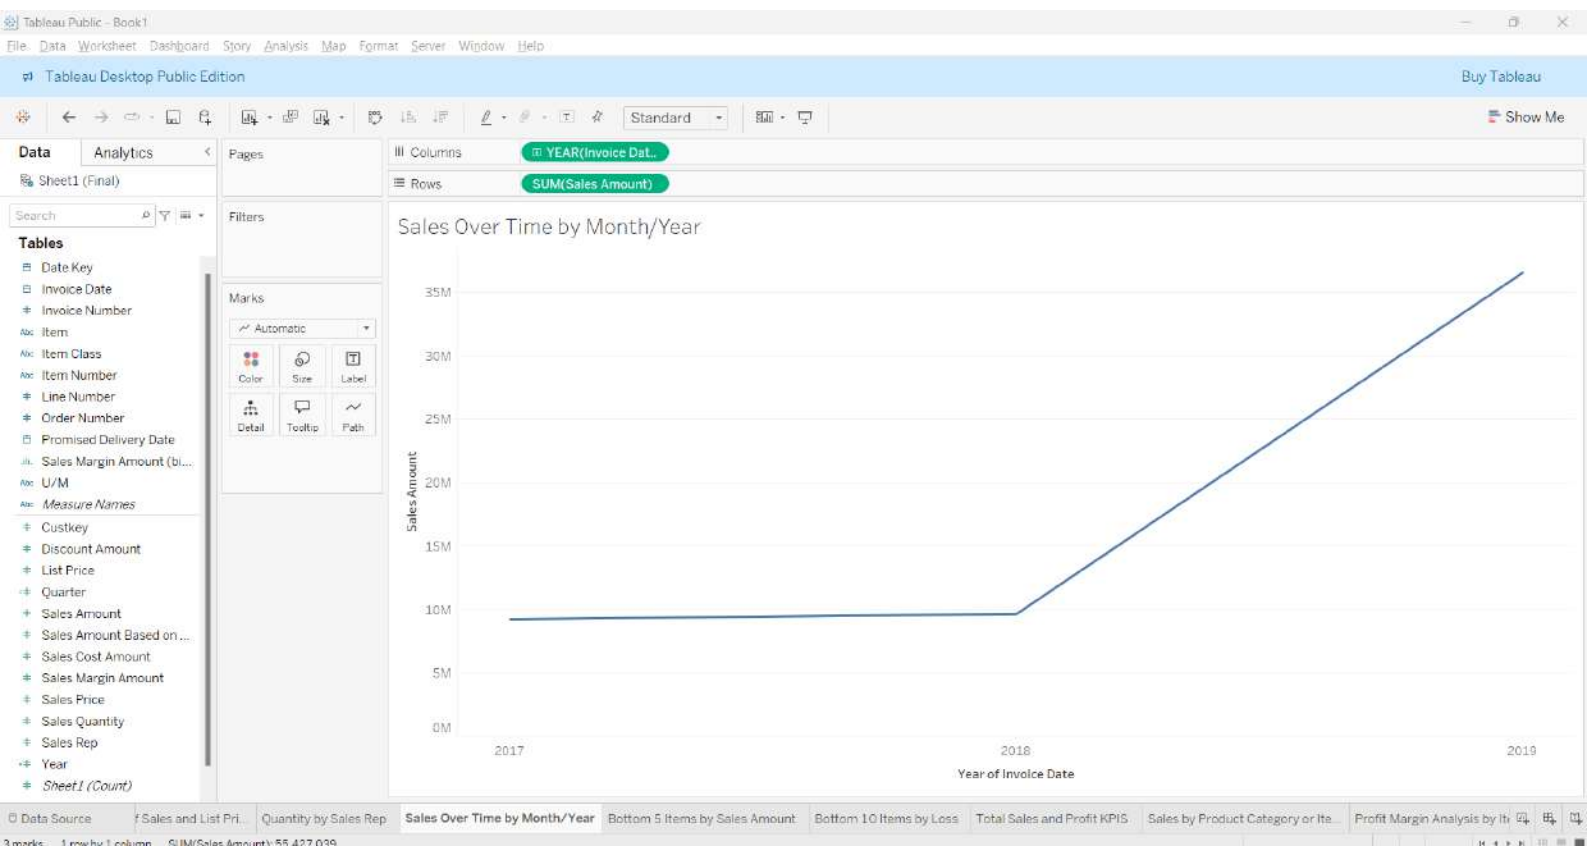 Tableau Public - Book1
File Data Worksheet Dashboard Story Analysis Map Format Server Window Help
Tableau Desktop Public Edition
Buy Tableau
Standard
Show Me
Data Analytics
Sheet1 (Final)
Search
Tables
Date Key
Invoice Date
Invoice Number
Abc Item
Abc Item Class
Abc Item Number
Line Number
Order Number
Promised Delivery Date
Sales Margin Amount (bi...
Abc U/M
Abc Measure Names
Custkey
Discount Amount
List Price
Quarter
Sales Amount
Sales Amount Based on ...
Sales Cost Amount
Sales Margin Amount
Sales Price
Sales Quantity
Sales Rep
Year
Sheet1 (Count)
Pages
Filters
Marks
Automatic
Color Size Label
Detail Tooltip Path
Columns YEAR(Invoice Dat..
Rows SUM(Sales Amount)
Sales Over Time by Month/Year
35M
30M
25M
20M
15M
10M
5M
0M
Sales Amount
2017 2018 2019
Year of Invoice Date
Data Source
f Sales and List Pri...
Quantity by Sales Rep
Sales Over Time by Month/Year
Bottom 5 Items by Sales Amount
Bottom 10 Items by Loss
Total Sales and Profit KPIS
Sales by Product Category or Ite...
Profit Margin Analysis by It
3 marks 1 row by 1 column SUM(Sales Amount): 55,427,039